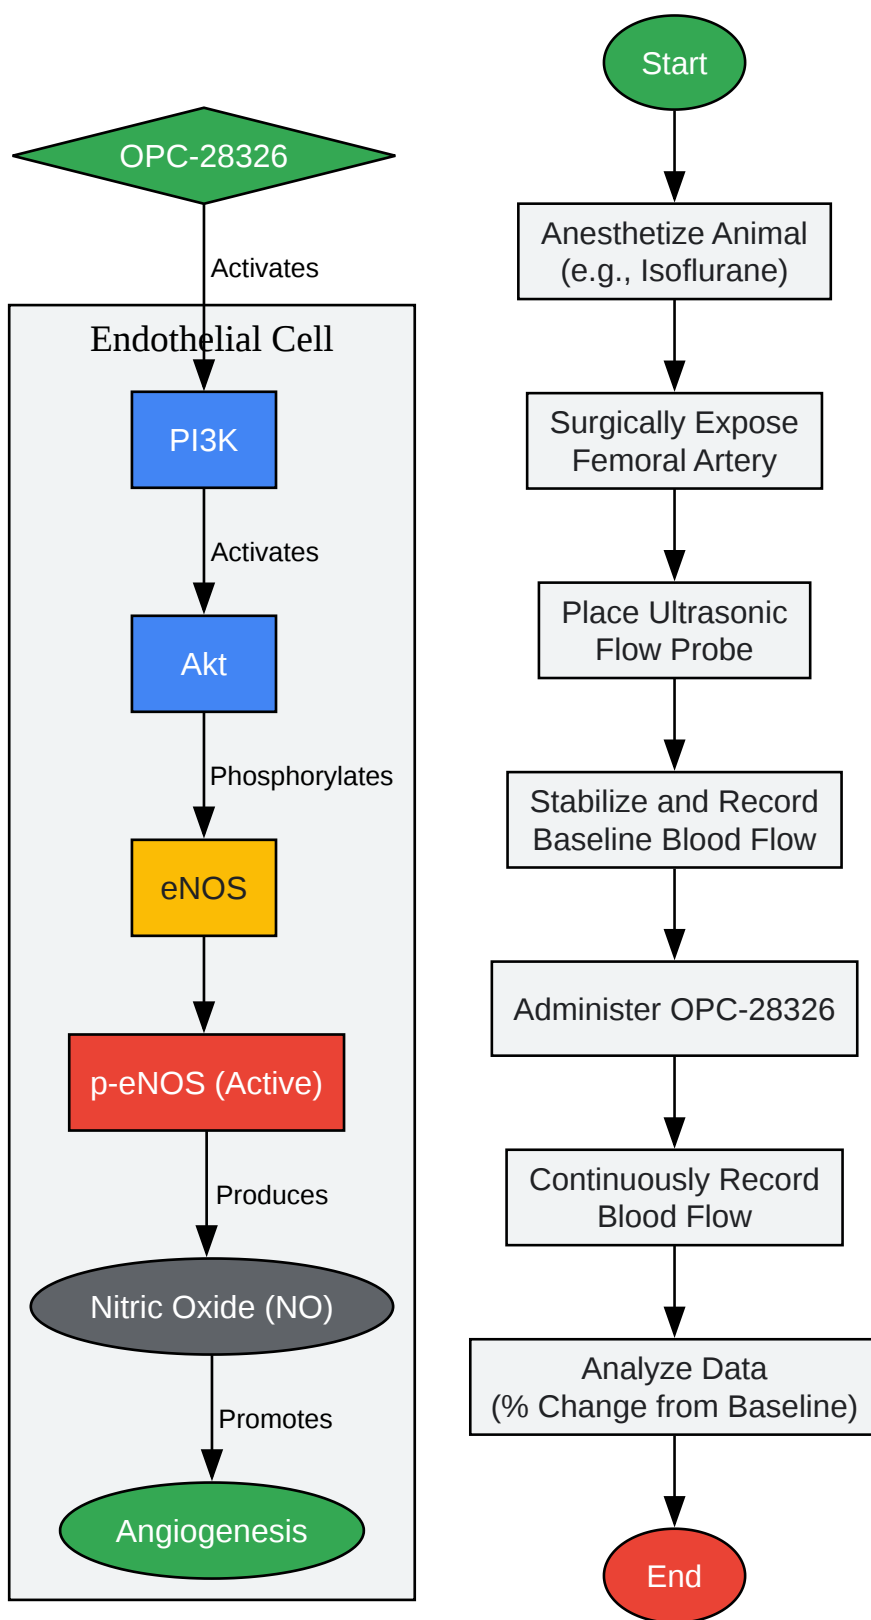 OPC-28326
Activates
Endothelial Cell
PI3K
Activates
Akt
Phosphorylates
eNOS
p-eNOS (Active)
Produces
Nitric Oxide (NO)
Promotes
Angiogenesis
Start
Anesthetize Animal
(e.g., Isoflurane)
Surgically Expose
Femoral Artery
Place Ultrasonic
Flow Probe
Stabilize and Record
Baseline Blood Flow
Administer OPC-28326
Continuously Record
Blood Flow
Analyze Data
(% Change from Baseline)
End